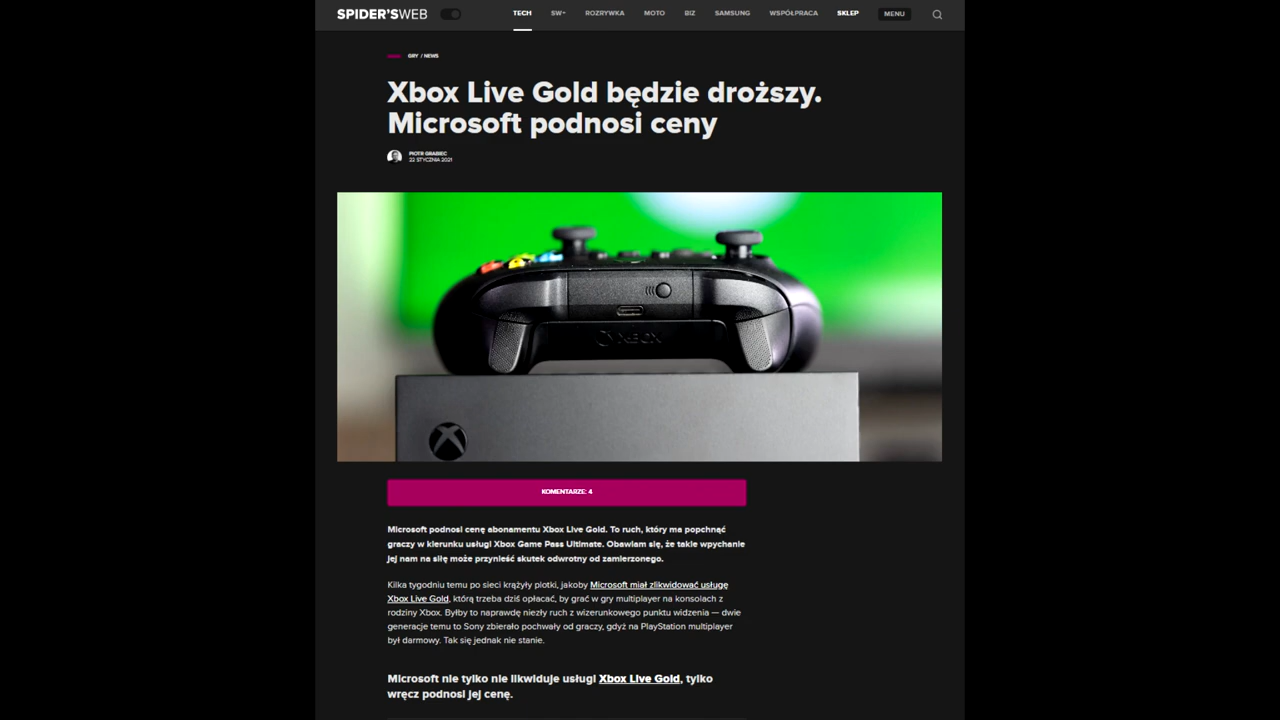 SPIDER'SWEB
TECH SW+ ROZRYWKA MOTO BIZ SAMSUNG WSPÓŁPRACA SKLEP MENU
GRY / NEWS
Xbox Live Gold będzie droższy.
Microsoft podnosi ceny
PIOTR GRABIEC
22 STYCZNIA 2021
XBOX
KOMENTARZE: 4
Microsoft podnosi cenę abonamentu Xbox Live Gold. To ruch, który ma popchnąć
graczy w kierunku usługi Xbox Game Pass Ultimate. Obawiam się, że takie wpychanie
jej nam na siłę może przynieść skutek odwrotny od zamierzonego.
Kilka tygodniu temu po sieci krążyły plotki, jakoby Microsoft miał zlikwidować usługę
Xbox Live Gold, którą trzeba dziś opłacać, by grać w gry multiplayer na konsolach z
rodziny Xbox. Byłby to naprawdę niezły ruch z wizerunkowego punktu widzenia — dwie
generacje temu to Sony zbierało pochwały od graczy, gdyż na PlayStation multiplayer
był darmowy. Tak się jednak nie stanie.
Microsoft nie tylko nie likwiduje usługi Xbox Live Gold, tylko
wręcz podnosi jej cenę.